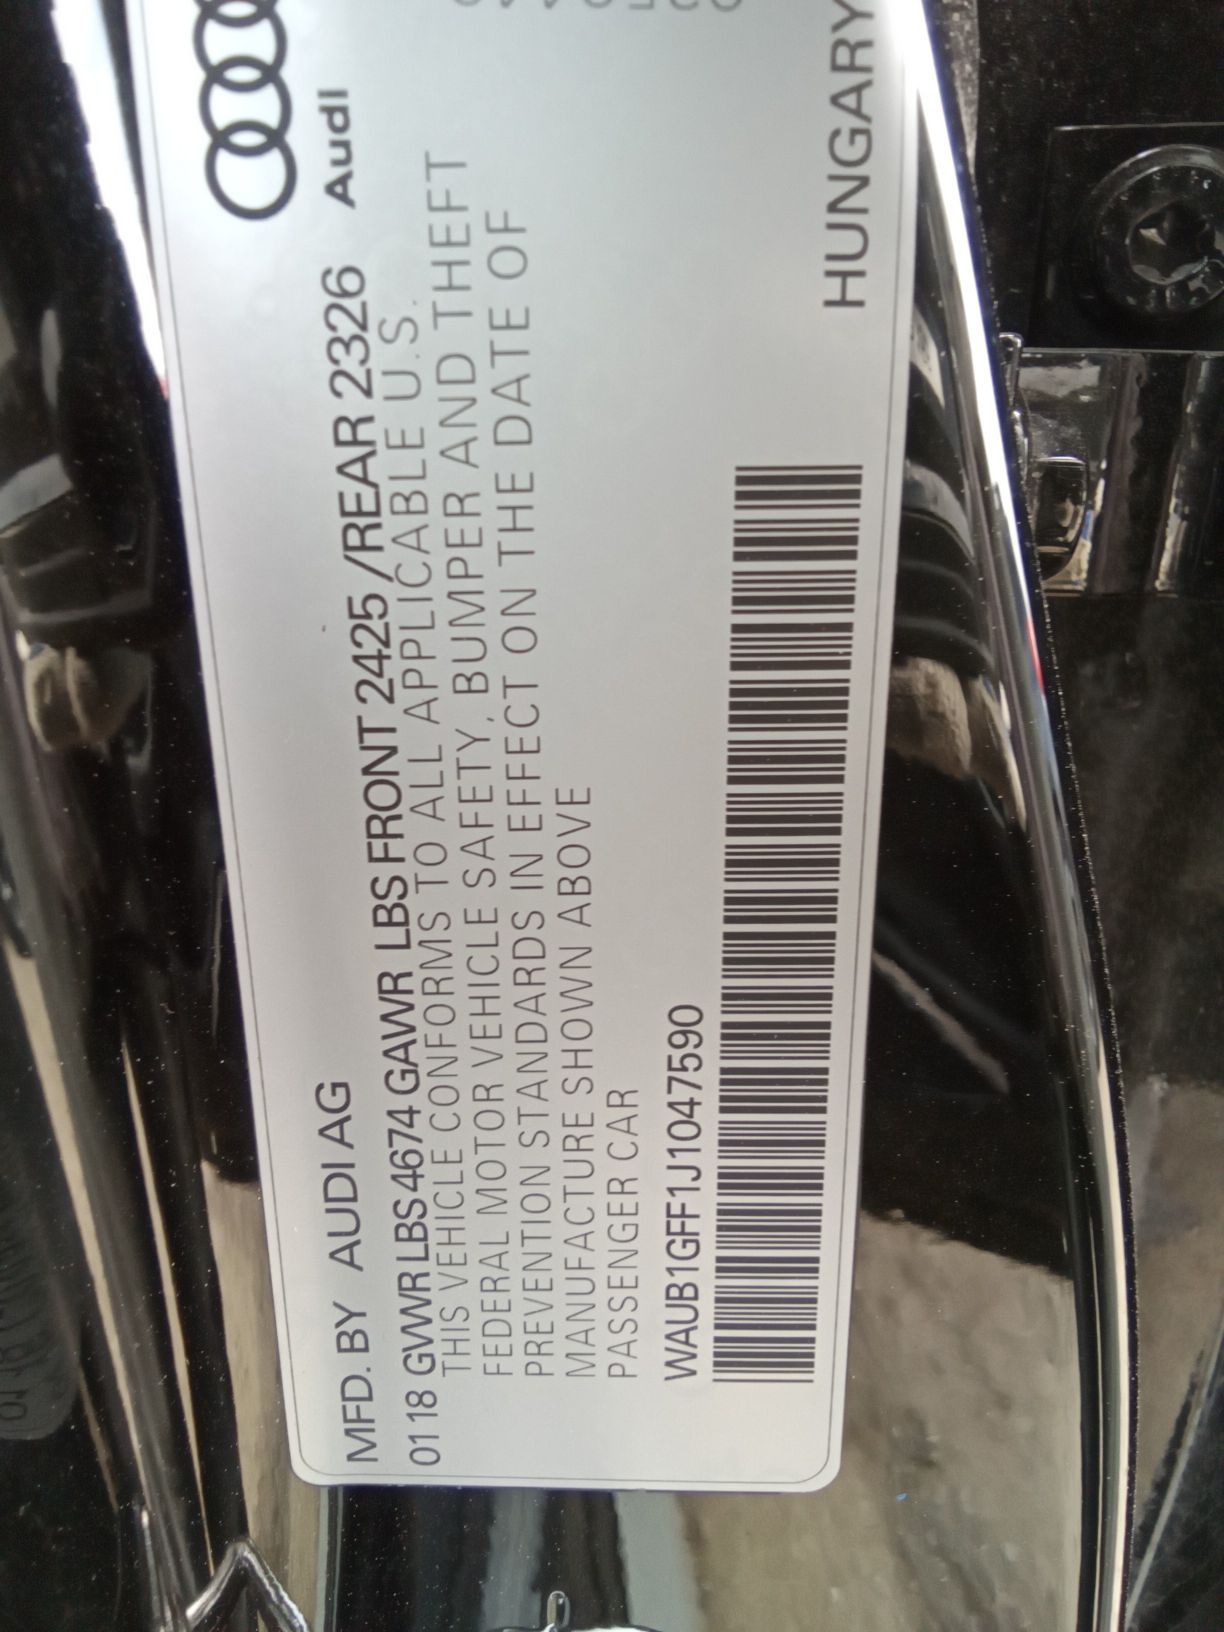 MFD. BY AUDI AG
Audi
01 18 GVWR LBS 4674 GAWR LBS FRONT 2425 /REAR 2326
THIS VEHICLE CONFORMS TO ALL APPLICABLE U.S.
FEDERAL MOTOR VEHICLE SAFETY, BUMPER AND THEFT
PREVENTION STANDARDS IN EFFECT ON THE DATE OF
MANUFACTURE SHOWN ABOVE
PASSENGER CAR
WAUB1GFF1J1047590
HUNGARY